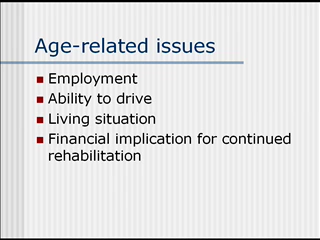 Age-related issues
Employment
Ability to drive
Living situation
Financial implication for continued
rehabilitation